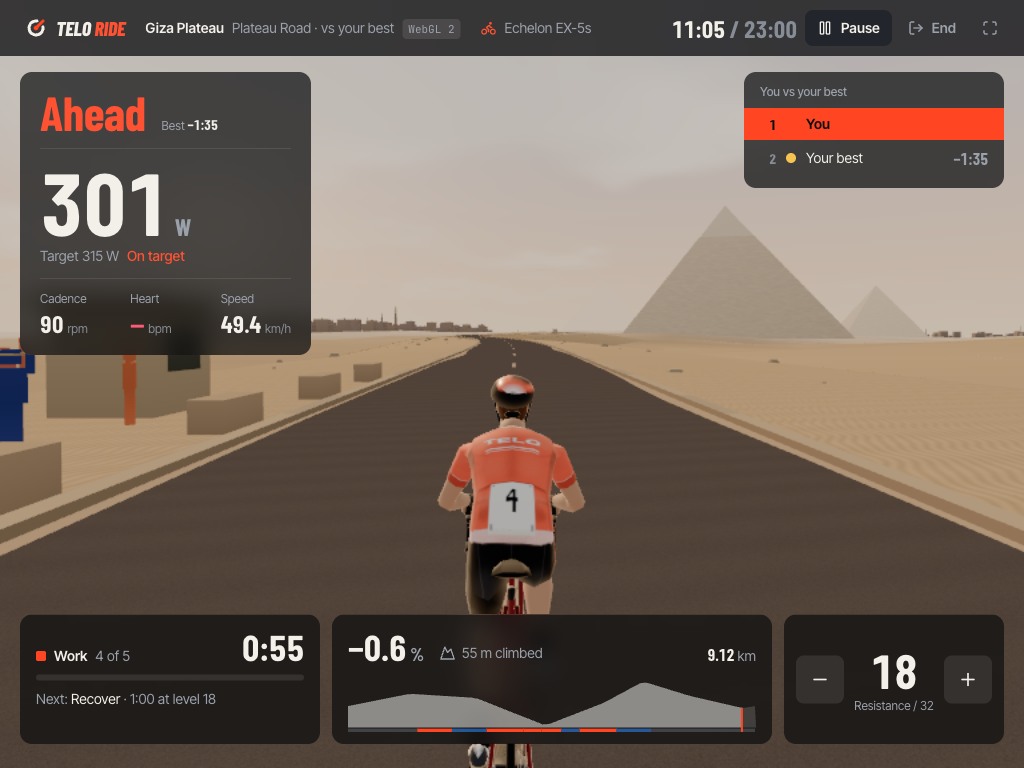 TELO RIDE Giza Plateau Plateau Road · vs your best WebGL 2 Echelon EX-5s 11:05 / 23:00 Pause End
Ahead Best −1:35
301 W
Target 315 W On target
Cadence Heart Speed
90 rpm – bpm 49.4 km/h
You vs your best
1 You
2 Your best −1:35
TELO
4
Work 4 of 5 0:55
Next: Recover · 1:00 at level 18
−0.6 % 55 m climbed 9.12 km
− 18 +
Resistance / 32